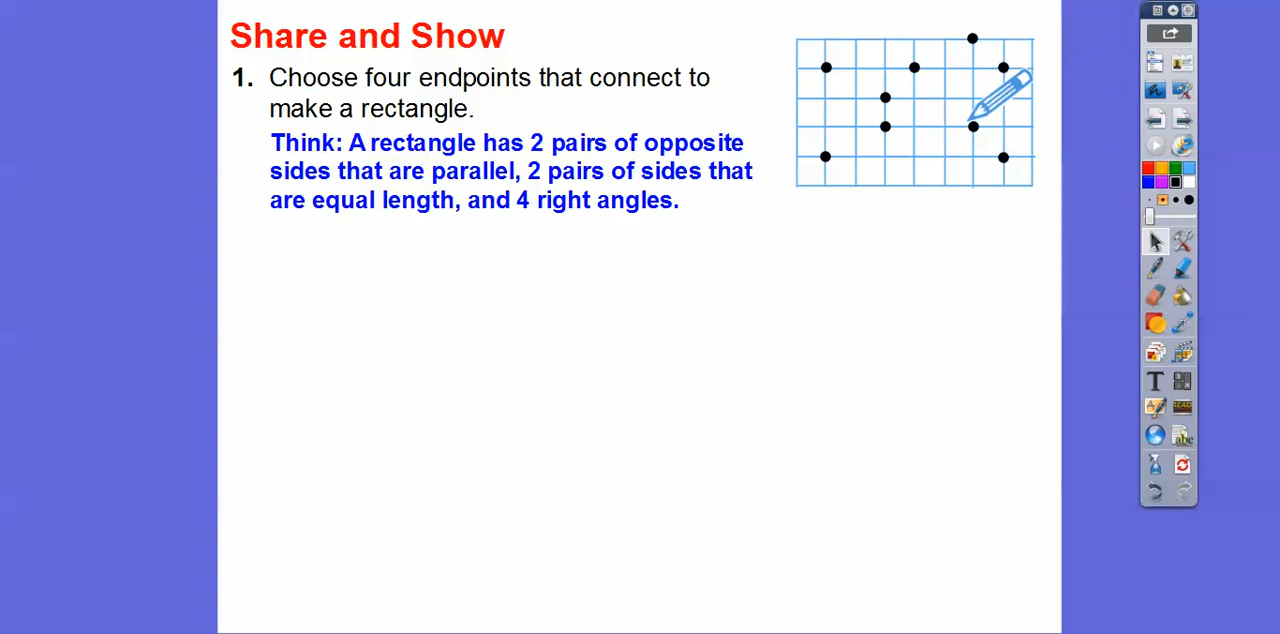 Share and Show
1. Choose four endpoints that connect to
make a rectangle.
Think: A rectangle has 2 pairs of opposite
sides that are parallel, 2 pairs of sides that
are equal length, and 4 right angles.